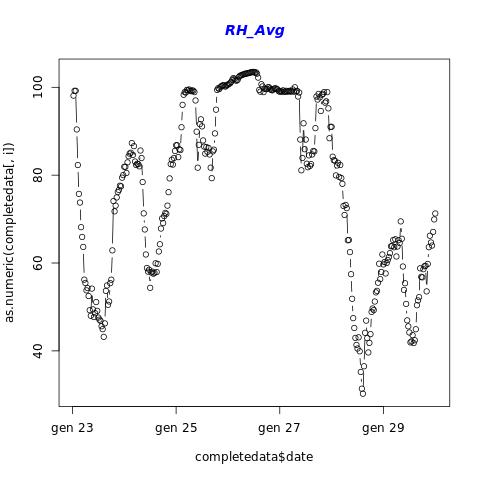 RH_Avg
as.numeric(completedata[, i])
100
80
60
40
gen 23
gen 25
gen 27
gen 29
completedata$date